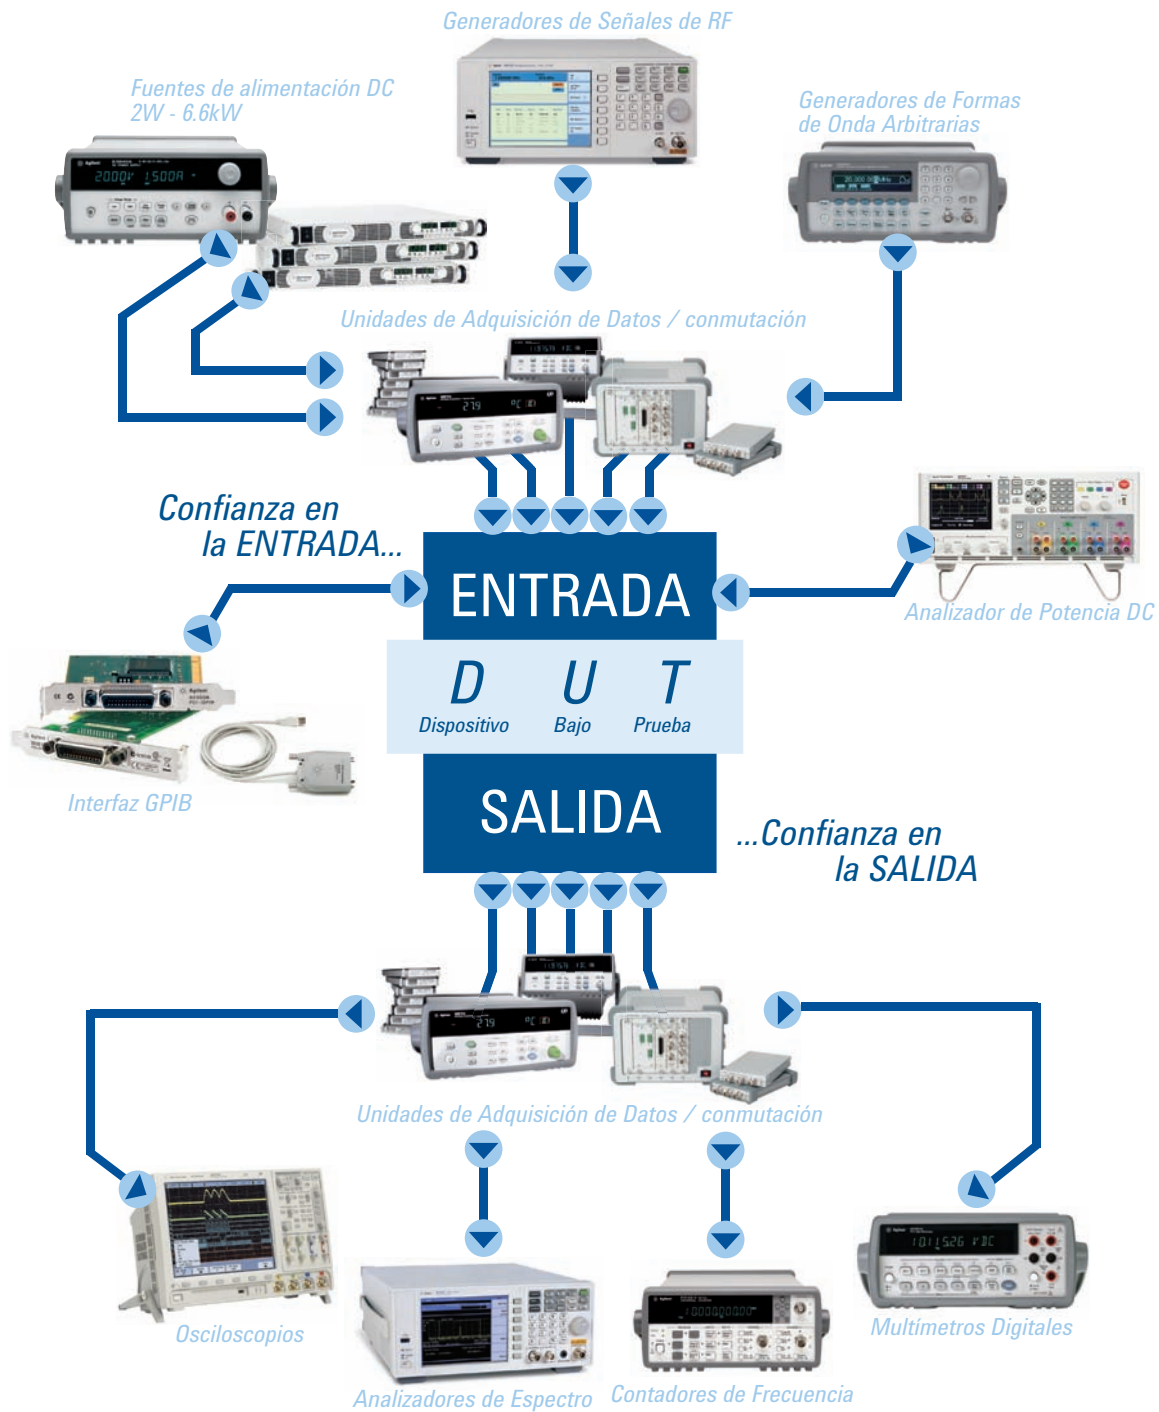 Generadores de Señales de RF
Fuentes de alimentación DC
2W - 6.6kW
Generadores de Formas
de Onda Arbitrarias
Agilent
Unidades de Adquisición de Datos / conmutación
Confianza en
la ENTRADA...
ENTRADA
Analizador de Potencia DC
D U T
Dispositivo Bajo Prueba
Interfaz GPIB
SALIDA
...Confianza en
la SALIDA
Unidades de Adquisición de Datos / conmutación
Osciloscopios
Multímetros Digitales
Analizadores de Espectro
Contadores de Frecuencia